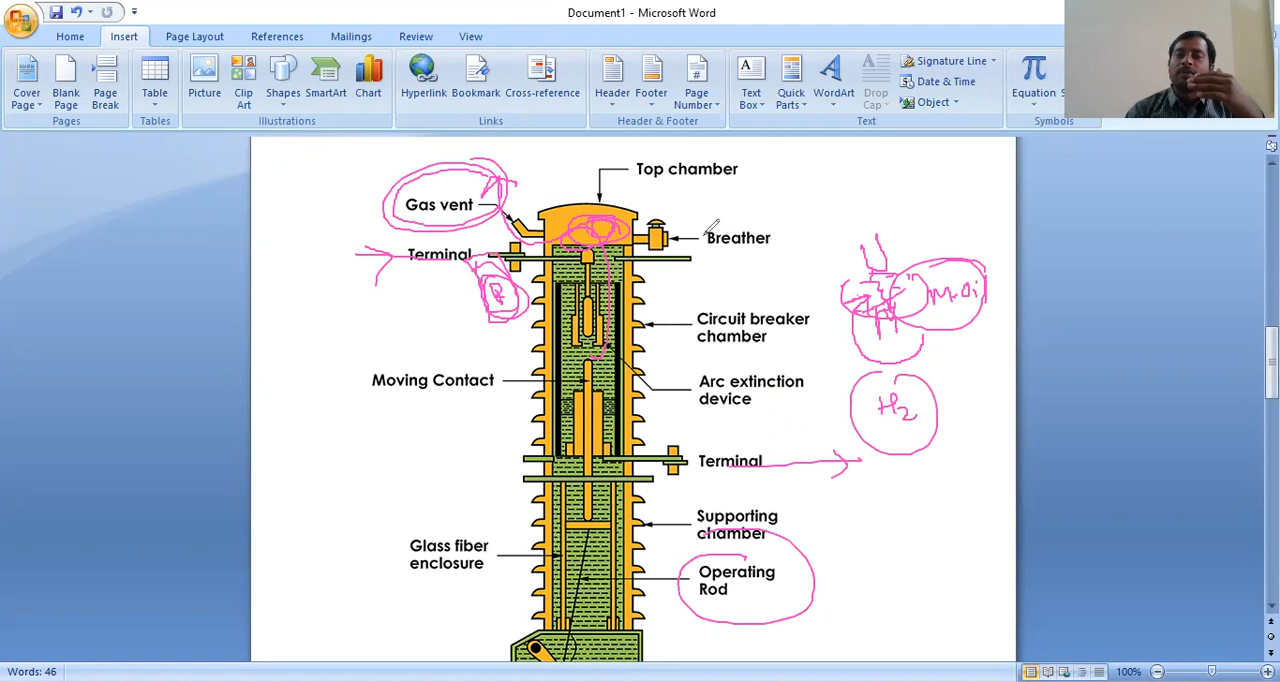 Document1 - Microsoft Word
Home Insert Page Layout References Mailings Review View
Cover Page
Blank Page
Page Break
Table
Picture
Clip Art
Shapes
SmartArt
Chart
Hyperlink
Bookmark
Cross-reference
Header
Footer
Page Number
Text Box
Quick Parts
WordArt
Drop Cap
Signature Line
Date & Time
Object
Equation
S
Pages
Tables
Illustrations
Links
Header & Footer
Text
Symbols
Top chamber
Gas vent
Breather
Terminal
Circuit breaker
chamber
Moving Contact
Arc extinction
device
H2
Terminal
Supporting
chamber
Glass fiber
enclosure
Operating
Rod
Words: 46
100%